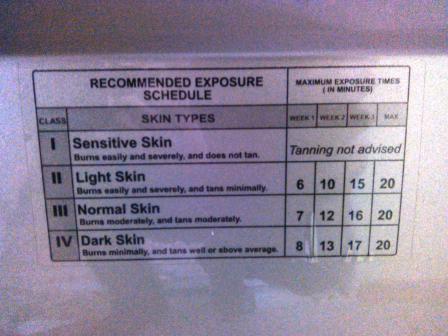 RECOMMENDED EXPOSURE
SCHEDULE
MAXIMUM EXPOSURE TIMES
( IN MINUTES)
CLASS SKIN TYPES WEEK 1 WEEK 2 WEEK 3 MAX
I Sensitive Skin
Burns easily and severely, and does not tan.
Tanning not advised
II Light Skin
Burns easily and severely, and tans minimally.
6 10 15 20
III Normal Skin
Burns moderately, and tans moderately.
7 12 16 20
IV Dark Skin
Burns minimally, and tans well or above average.
8 13 17 20